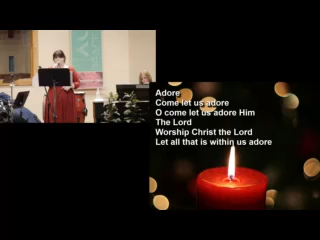 Adore
Come let us adore
O come let us adore Him
The Lord
Worship Christ the Lord
Let all that is within us adore